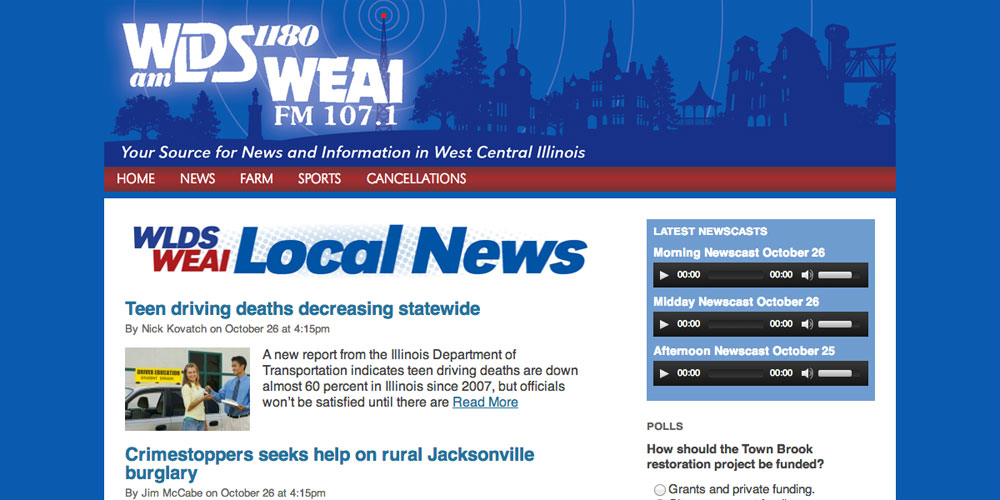 WLDS 1180
am
WEAI
FM 107.1
Your Source for News and Information in West Central Illinois
HOME NEWS FARM SPORTS CANCELLATIONS
WLDS
WEAI
Local News
Teen driving deaths decreasing statewide
By Nick Kovatch on October 26 at 4:15pm
DRIVER EDUCATION
STUDENT DRIVER
A new report from the Illinois Department of
Transportation indicates teen driving deaths are down
almost 60 percent in Illinois since 2007, but officials
won't be satisfied until there are Read More
Crimestoppers seeks help on rural Jacksonville
burglary
By Jim McCabe on October 26 at 4:15pm
LATEST NEWSCASTS
Morning Newscast October 26
00:00 00:00
Midday Newscast October 26
00:00 00:00
Afternoon Newscast October 25
00:00 00:00
POLLS
How should the Town Brook
restoration project be funded?
Grants and private funding.